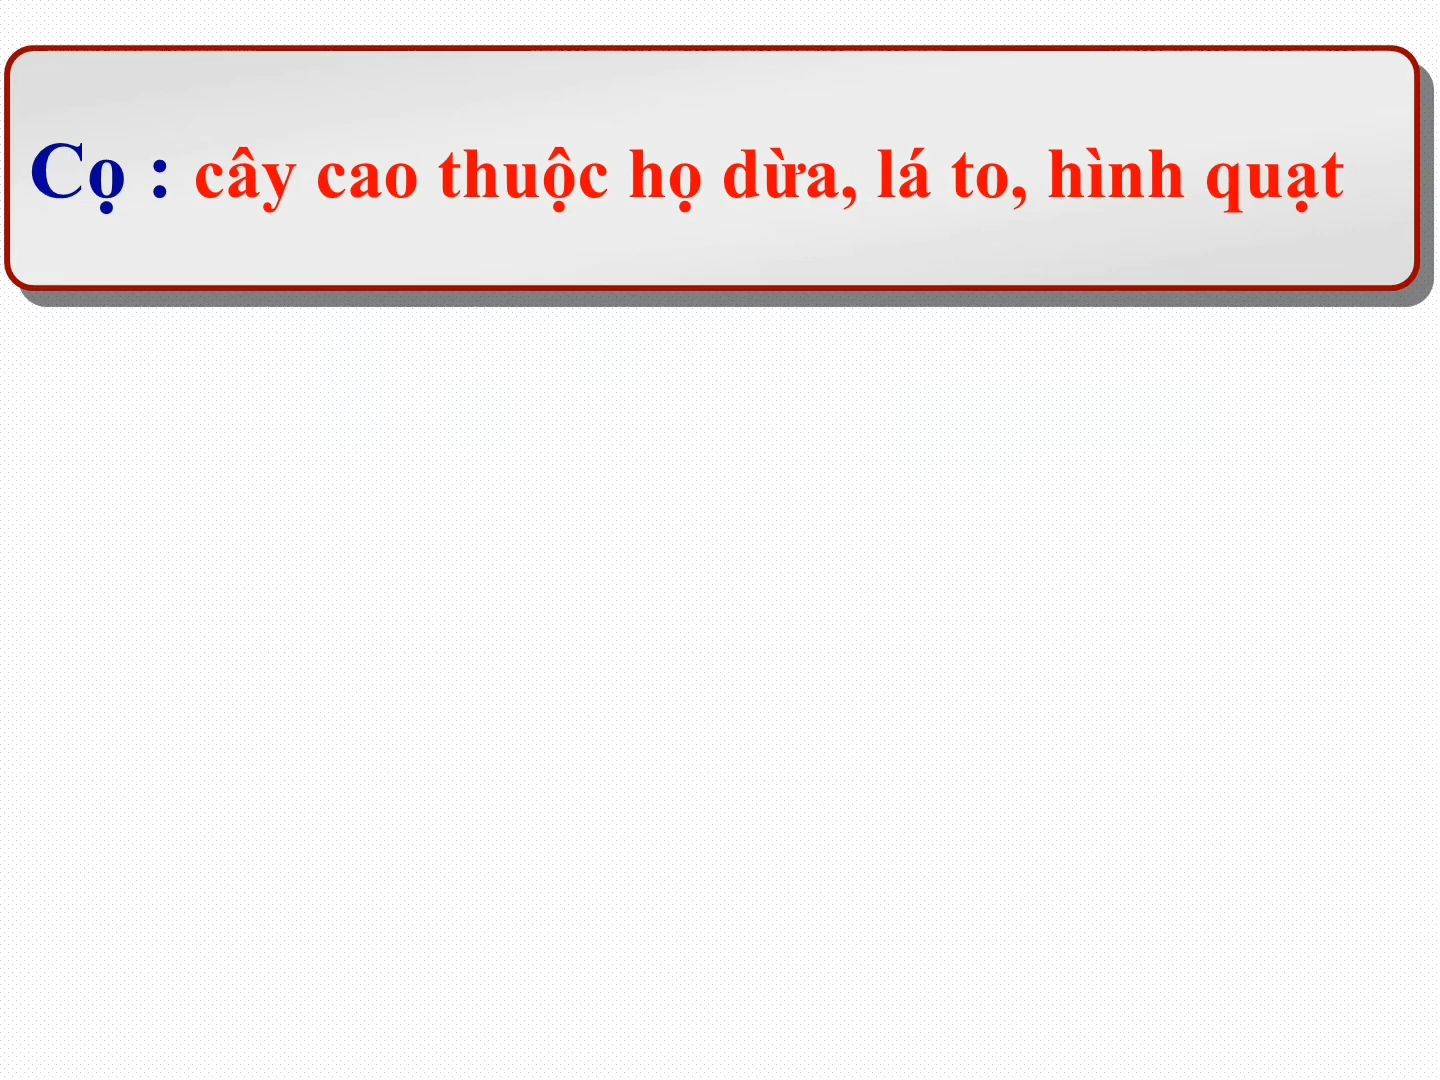 Cọ : cây cao thuộc họ dừa, lá to, hình quạt